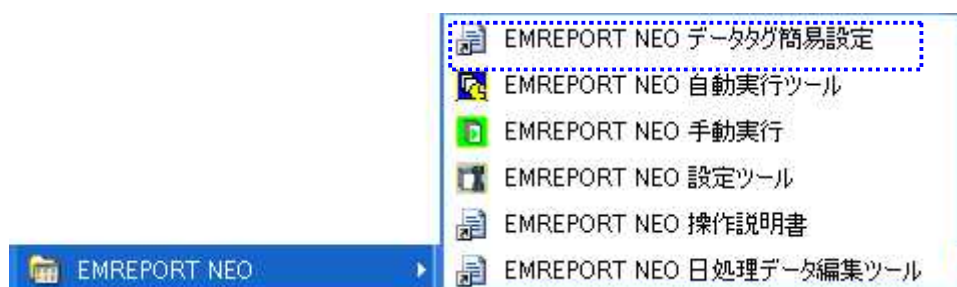 EMREPORT NEO データタグ簡易設定
EMREPORT NEO 自動実行ツール
EMREPORT NEO 手動実行
EMREPORT NEO 設定ツール
EMREPORT NEO 操作説明書
EMREPORT NEO
EMREPORT NEO 日処理データ編集ツール